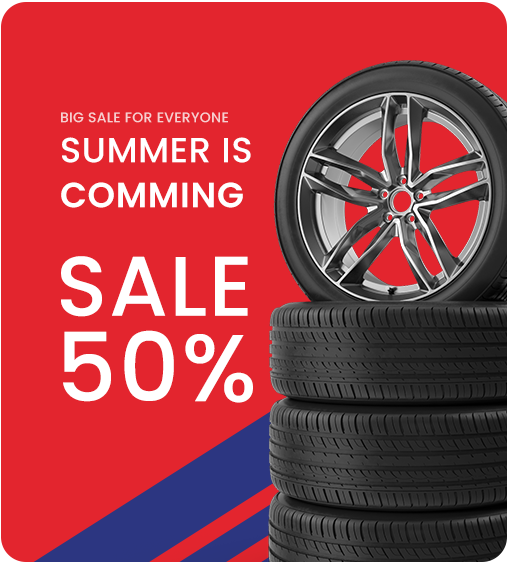 BIG SALE FOR EVERYONE
SUMMER IS
COMMING
SALE
50%